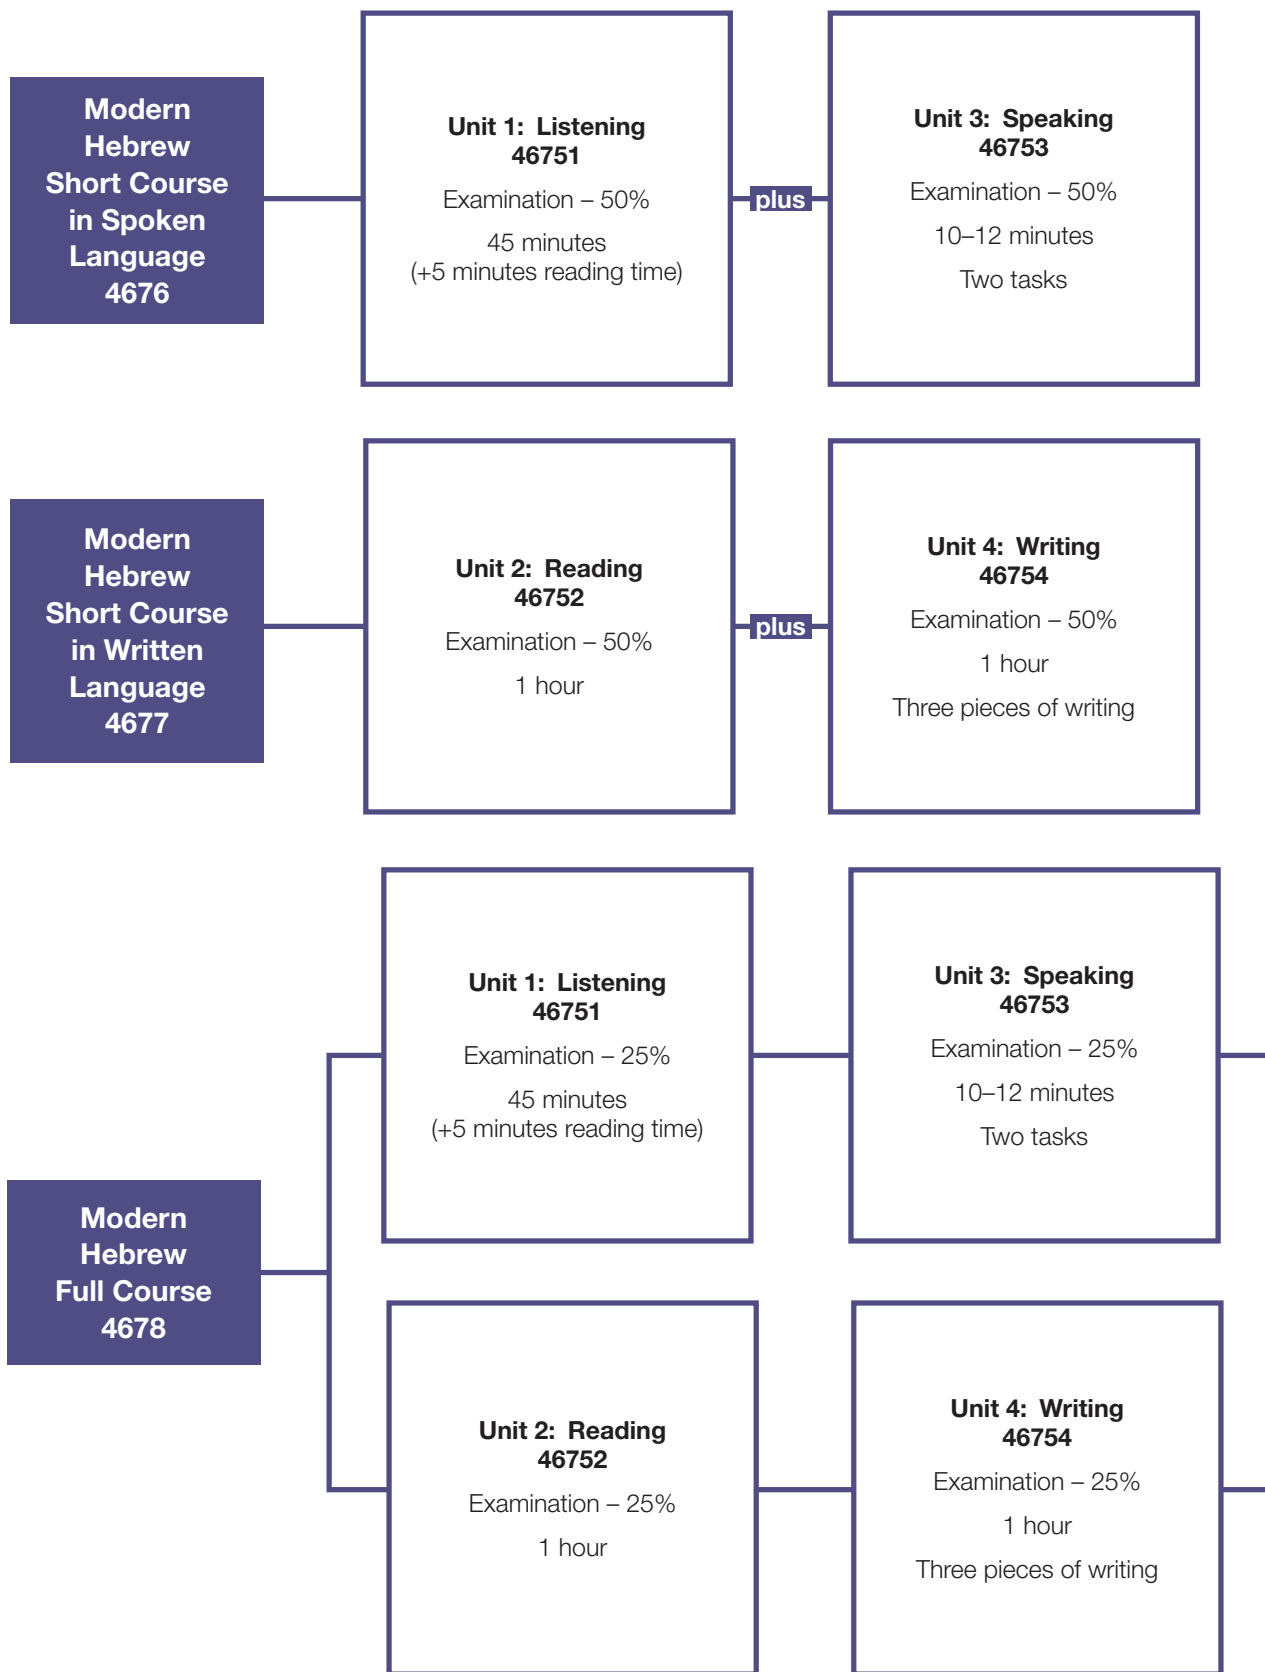 Modern
Hebrew
Short Course
in Spoken
Language
4676
Unit 1: Listening
46751
Examination – 50%
45 minutes
(+5 minutes reading time)
plus
Unit 3: Speaking
46753
Examination – 50%
10–12 minutes
Two tasks
Modern
Hebrew
Short Course
in Written
Language
4677
Unit 2: Reading
46752
Examination – 50%
1 hour
plus
Unit 4: Writing
46754
Examination – 50%
1 hour
Three pieces of writing
Modern
Hebrew
Full Course
4678
Unit 1: Listening
46751
Examination – 25%
45 minutes
(+5 minutes reading time)
Unit 3: Speaking
46753
Examination – 25%
10–12 minutes
Two tasks
Unit 2: Reading
46752
Examination – 25%
1 hour
Unit 4: Writing
46754
Examination – 25%
1 hour
Three pieces of writing